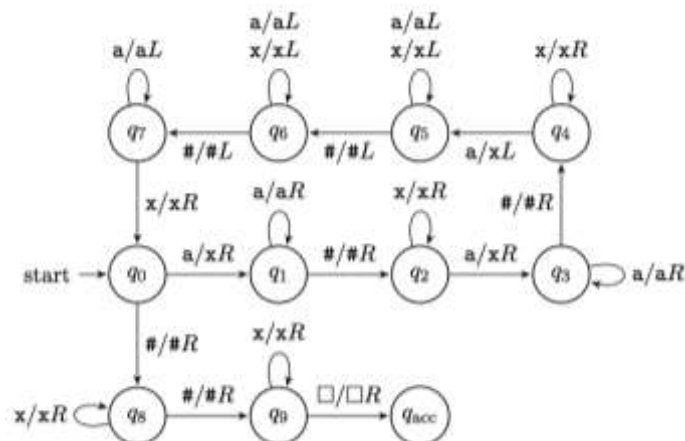 a/aL
a/aL
x/xL
a/aL
x/xL
x/xR
q7
q6
q5
q4
#/#L
#/#L
a/xL
x/xR
a/aR
x/xR
#/#R
start
q0
a/xR
q1
#/#R
q2
a/xR
q3
a/aR
#/#R
x/xR
x/xR
q8
#/#R
q9
□/□R
qacc